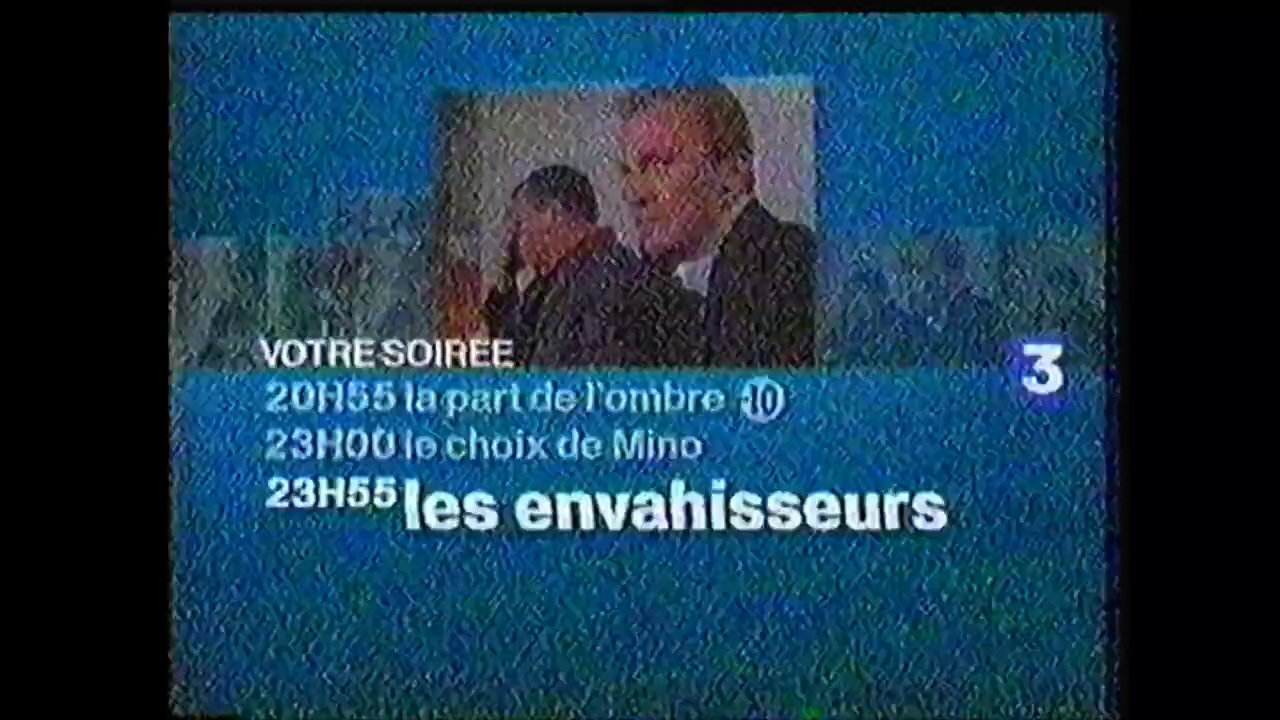 VOTRE SOIREE
20H55 la part de l'ombre -10
23H00 le choix de Mino
23H55 les envahisseurs
3